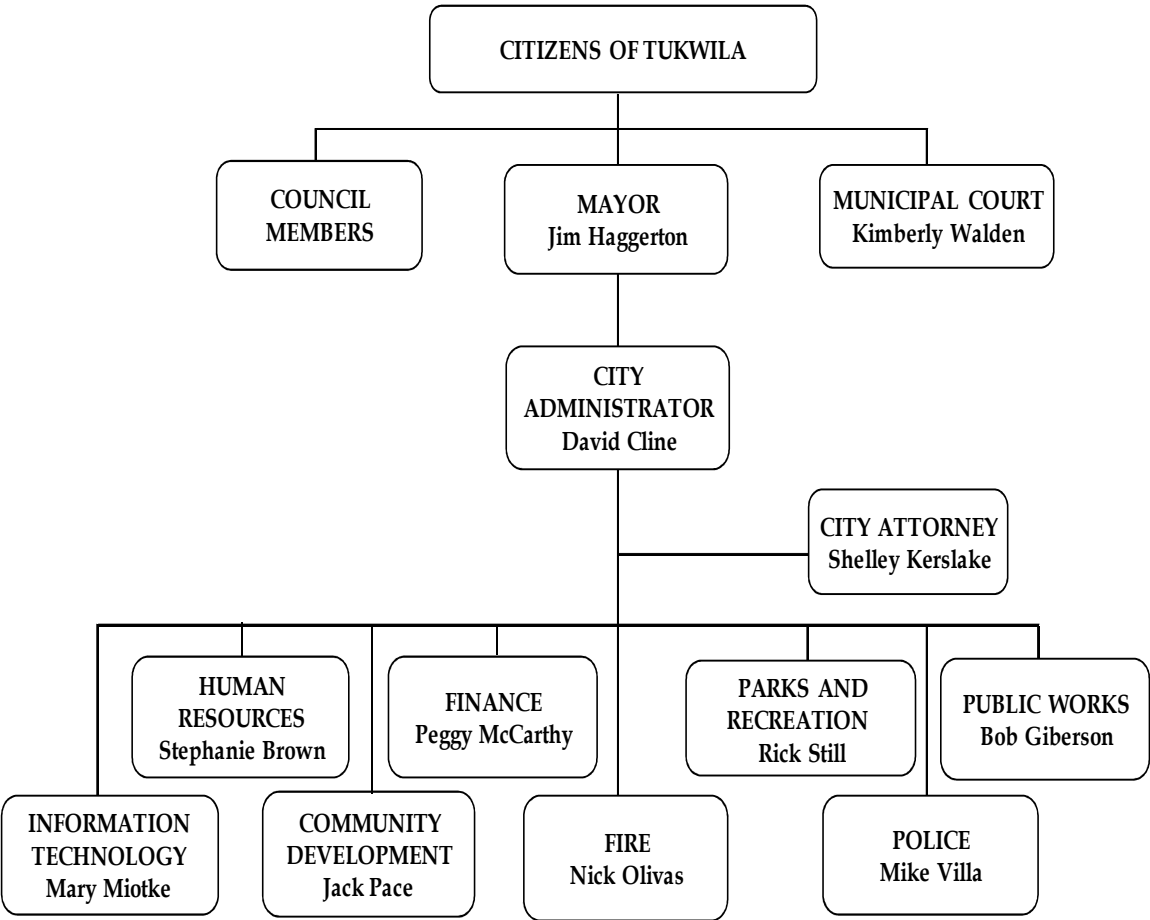 CITIZENS OF TUKWILA
COUNCIL
MEMBERS
MAYOR
Jim Haggerton
MUNICIPAL COURT
Kimberly Walden
CITY
ADMINISTRATOR
David Cline
CITY ATTORNEY
Shelley Kerslake
HUMAN
RESOURCES
Stephanie Brown
FINANCE
Peggy McCarthy
PARKS AND
RECREATION
Rick Still
PUBLIC WORKS
Bob Giberson
INFORMATION
TECHNOLOGY
Mary Miotke
COMMUNITY
DEVELOPMENT
Jack Pace
FIRE
Nick Olivas
POLICE
Mike Villa